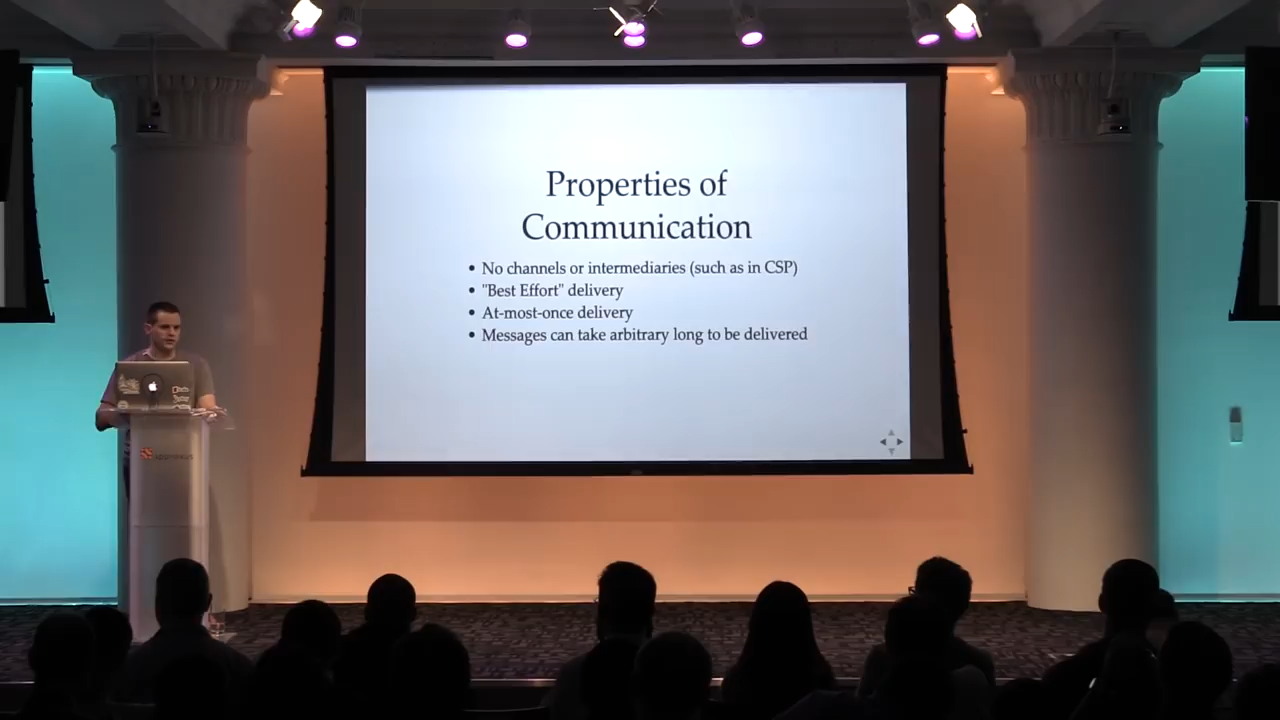 Properties of
Communication
• No channels or intermediaries (such as in CSP)
• "Best Effort" delivery
• At-most-once delivery
• Messages can take arbitrary long to be delivered